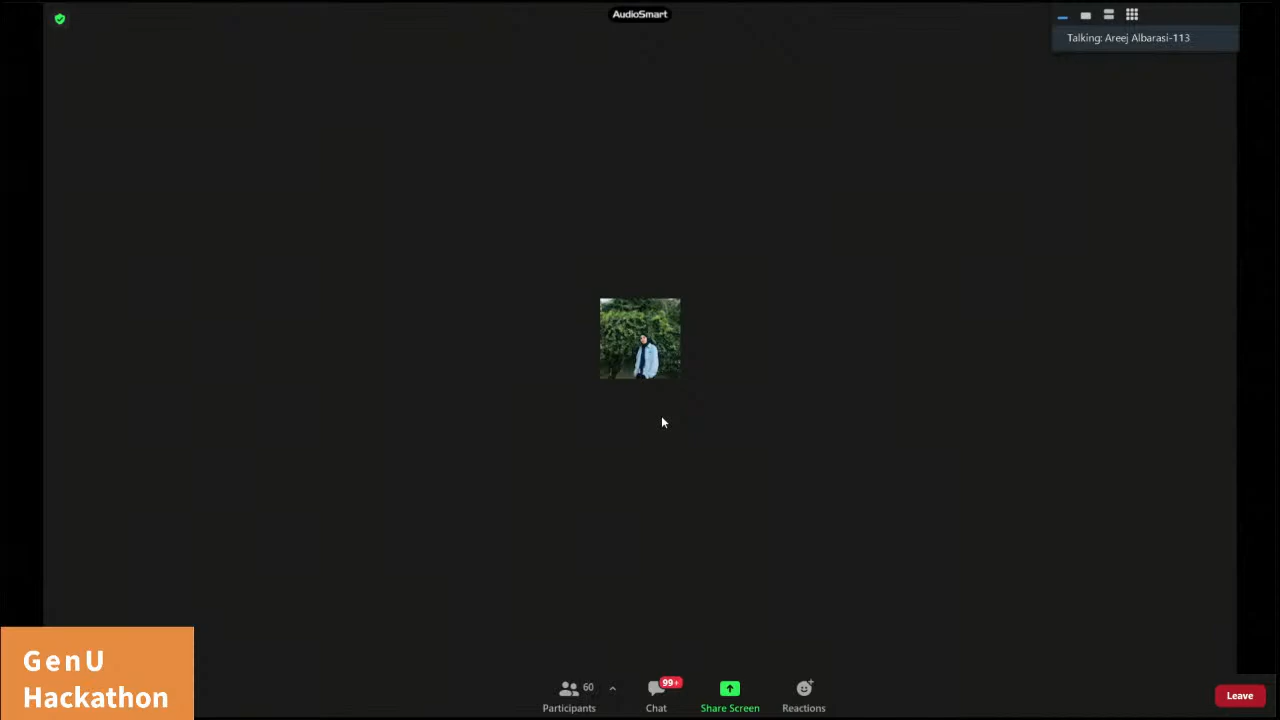 AudioSmart
Talking: Areej Albarasi-113
GenU
Hackathon
60
Participants
99+
Chat
Share Screen
Reactions
Leave